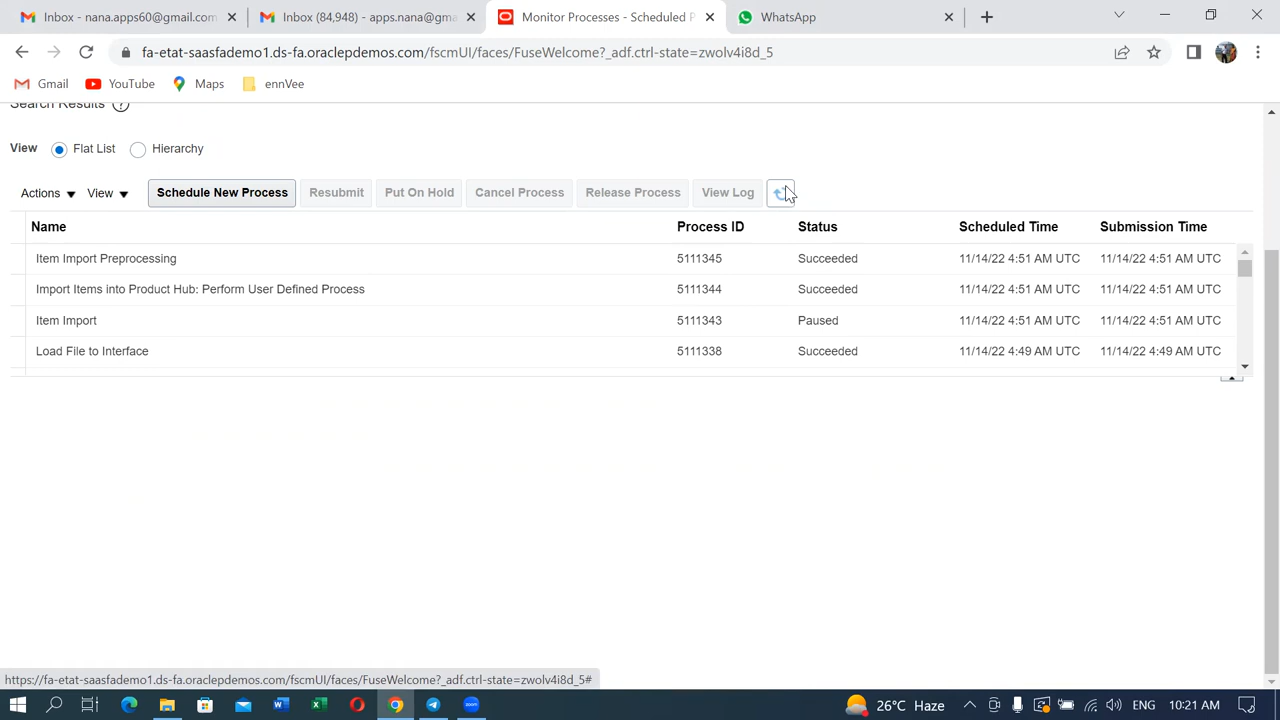 Inbox - nana.apps60@gmail.com
Inbox (84,948) - apps.nana@gm
Monitor Processes - Scheduled P
WhatsApp
fa-etat-saasfademo1.ds-fa.oraclepdemos.com/fscmUI/faces/FuseWelcome?_adf.ctrl-state=zwolv4i8d_5
Gmail YouTube Maps ennVee
Search Results ?
View Flat List Hierarchy
Actions View Schedule New Process Resubmit Put On Hold Cancel Process Release Process View Log
Name Process ID Status Scheduled Time Submission Time
Item Import Preprocessing 5111345 Succeeded 11/14/22 4:51 AM UTC 11/14/22 4:51 AM UTC
Import Items into Product Hub: Perform User Defined Process 5111344 Succeeded 11/14/22 4:51 AM UTC 11/14/22 4:51 AM UTC
Item Import 5111343 Paused 11/14/22 4:51 AM UTC 11/14/22 4:51 AM UTC
Load File to Interface 5111338 Succeeded 11/14/22 4:49 AM UTC 11/14/22 4:49 AM UTC
https://fa-etat-saasfademo1.ds-fa.oraclepdemos.com/fscmUI/faces/FuseWelcome?_adf.ctrl-state=zwolv4i8d_5#
26°C Haze ENG 10:21 AM